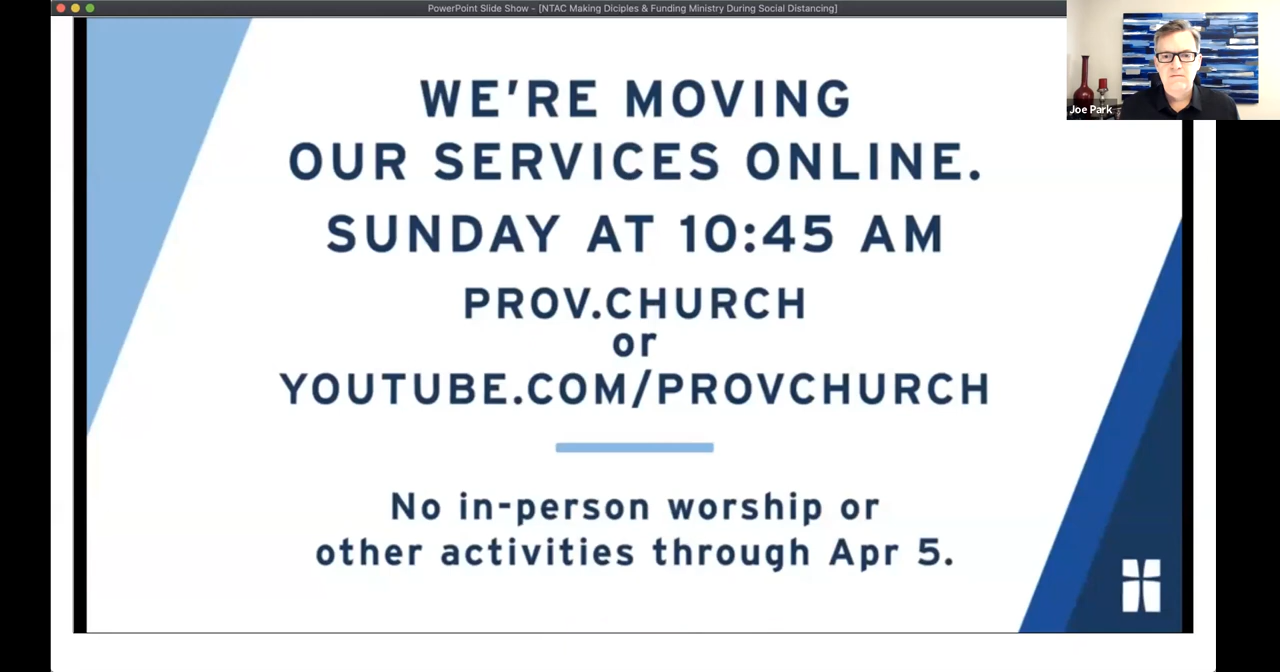 PowerPoint Slide Show - [NTAC Making Diciples & Funding Ministry During Social Distancing]
Joe Park
WE'RE MOVING
OUR SERVICES ONLINE.
SUNDAY AT 10:45 AM
PROV.CHURCH
or
YOUTUBE.COM/PROVCHURCH
No in-person worship or
other activities through Apr 5.